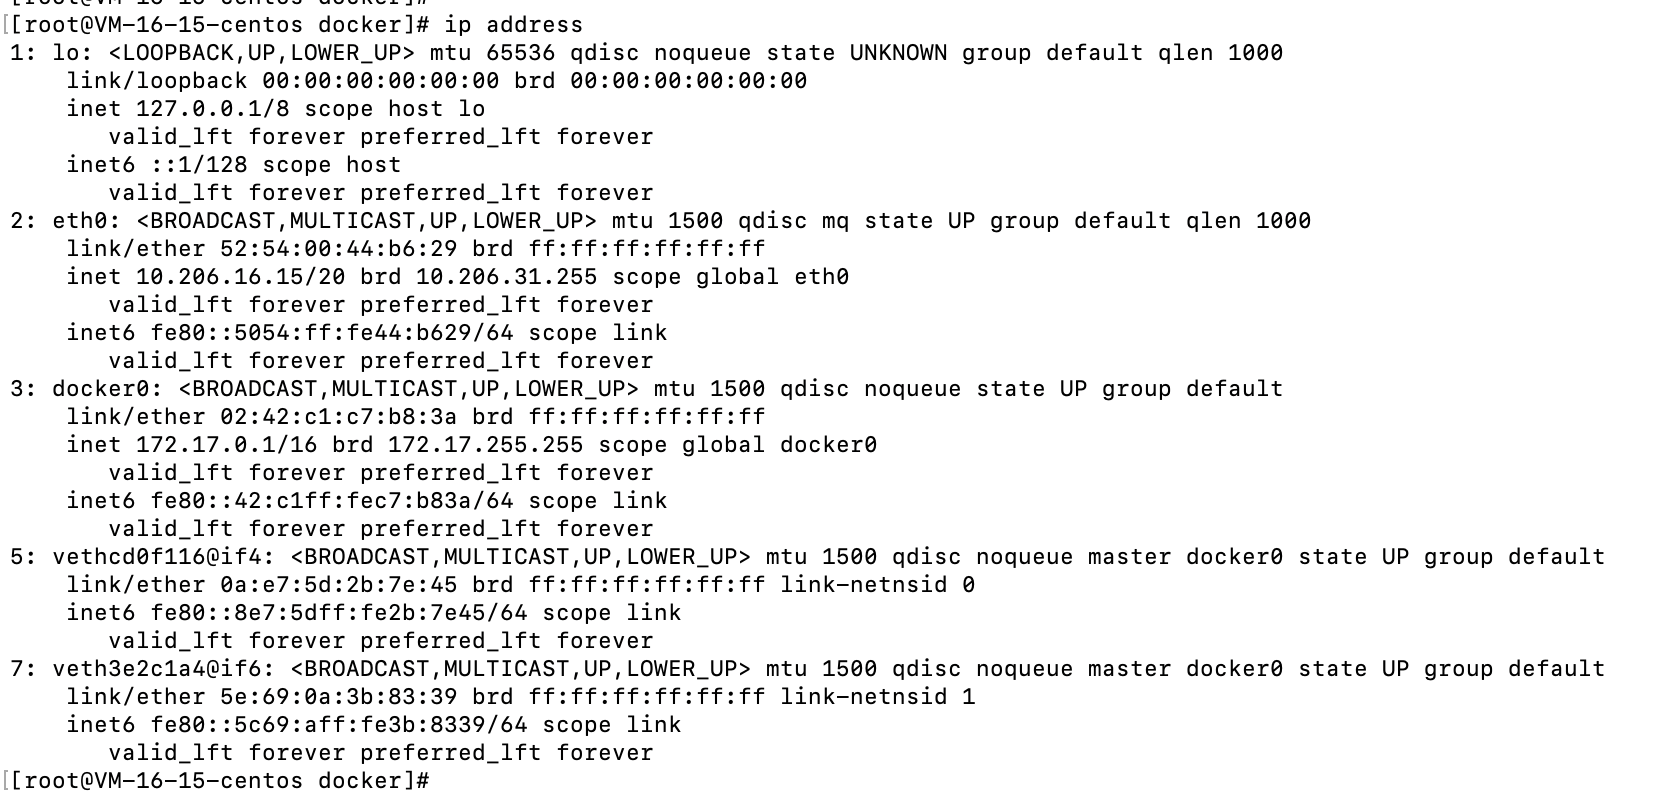 [root@VM-16-15-centos docker]#
[[root@VM-16-15-centos docker]# ip address
1: lo: <LOOPBACK,UP,LOWER_UP> mtu 65536 qdisc noqueue state UNKNOWN group default qlen 1000
    link/loopback 00:00:00:00:00:00 brd 00:00:00:00:00:00
    inet 127.0.0.1/8 scope host lo
       valid_lft forever preferred_lft forever
    inet6 ::1/128 scope host
       valid_lft forever preferred_lft forever
2: eth0: <BROADCAST,MULTICAST,UP,LOWER_UP> mtu 1500 qdisc mq state UP group default qlen 1000
    link/ether 52:54:00:44:b6:29 brd ff:ff:ff:ff:ff:ff
    inet 10.206.16.15/20 brd 10.206.31.255 scope global eth0
       valid_lft forever preferred_lft forever
    inet6 fe80::5054:ff:fe44:b629/64 scope link
       valid_lft forever preferred_lft forever
3: docker0: <BROADCAST,MULTICAST,UP,LOWER_UP> mtu 1500 qdisc noqueue state UP group default
    link/ether 02:42:c1:c7:b8:3a brd ff:ff:ff:ff:ff:ff
    inet 172.17.0.1/16 brd 172.17.255.255 scope global docker0
       valid_lft forever preferred_lft forever
    inet6 fe80::42:c1ff:fec7:b83a/64 scope link
       valid_lft forever preferred_lft forever
5: vethcd0f116@if4: <BROADCAST,MULTICAST,UP,LOWER_UP> mtu 1500 qdisc noqueue master docker0 state UP group default
    link/ether 0a:e7:5d:2b:7e:45 brd ff:ff:ff:ff:ff:ff link-netnsid 0
    inet6 fe80::8e7:5dff:fe2b:7e45/64 scope link
       valid_lft forever preferred_lft forever
7: veth3e2c1a4@if6: <BROADCAST,MULTICAST,UP,LOWER_UP> mtu 1500 qdisc noqueue master docker0 state UP group default
    link/ether 5e:69:0a:3b:83:39 brd ff:ff:ff:ff:ff:ff link-netnsid 1
    inet6 fe80::5c69:aff:fe3b:8339/64 scope link
       valid_lft forever preferred_lft forever
[[root@VM-16-15-centos docker]#